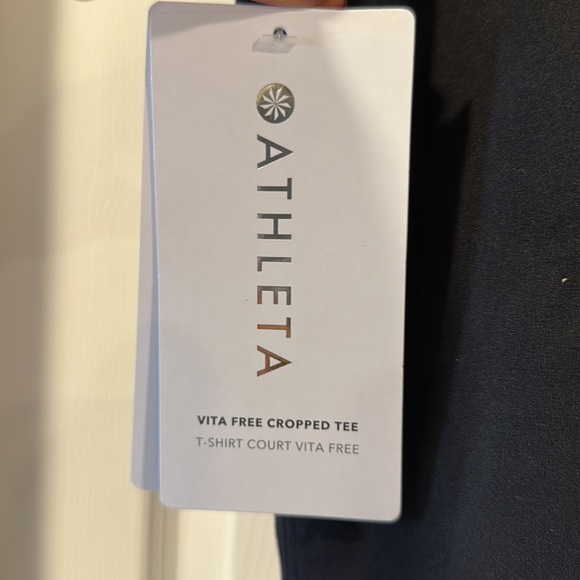 ATHLETA
VITA FREE CROPPED TEE
T-SHIRT COURT VITA FREE